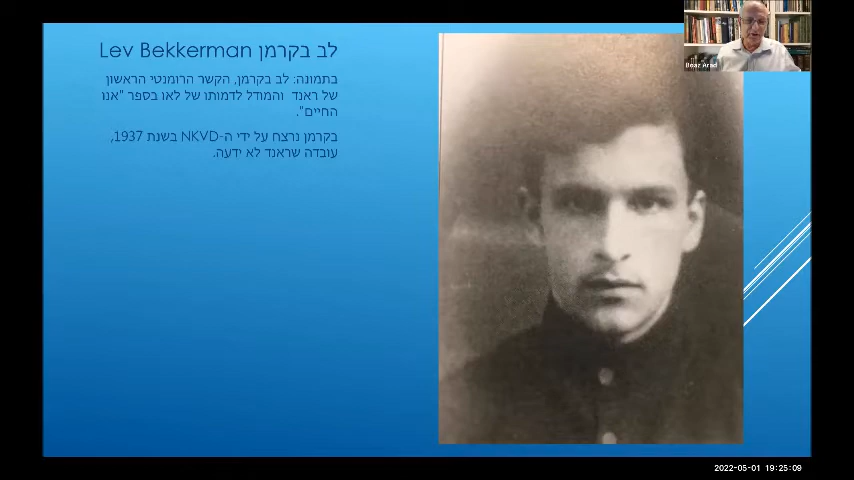 לב בקרמן Lev Bekkerman
בתמונה: לב בקרמן, הקשר הרומנטי הראשון
של ראנד והמודל לדמותו של לאו בספר "אנו
החיים".
בקרמן נרצח על ידי ה-NKVD בשנת 1937,
עובדה שראנד לא ידעה.
Boaz Arad
2022-05-01 19:25:09